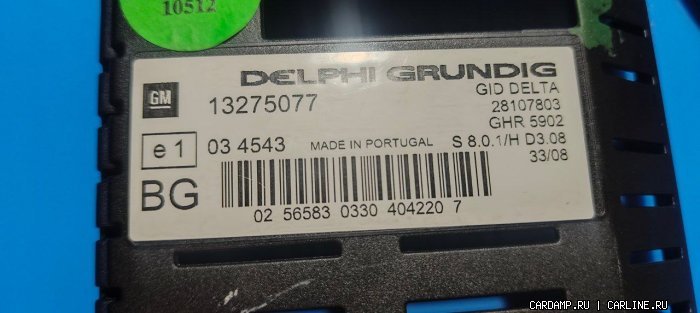 10512
DELPHI GRUNDIG
GM
13275077
GID DELTA
28107803
GHR 5902
e 1
03 4543
MADE IN PORTUGAL
S 8.0.1/H D3.08
33/08
BG
02 56583 0330 404220 7
CARDAMP.RU | CARLINE.RU